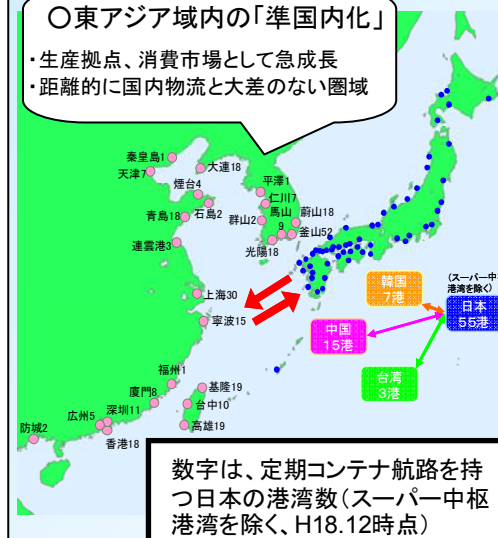 ○東アジア域内の「準国内化」
・生産拠点、消費市場として急成長
・距離的に国内物流と大差のない圏域
秦皇島1
天津7
大連18
煙台4
石島2
青島18
連雲港3
平澤1
仁川7
群山2
馬山
9
蔚山18
釜山52
光陽18
上海30
寧波15
福州1
廈門8
深圳11
広州5
防城2
香港18
基隆19
台中10
高雄19
(スーパー中枢
港湾を除く)
韓国
7港
日本
55港
中国
15港
台湾
3港
数字は、定期コンテナ航路を持
つ日本の港湾数(スーパー中枢
港湾を除く、H18.12時点)